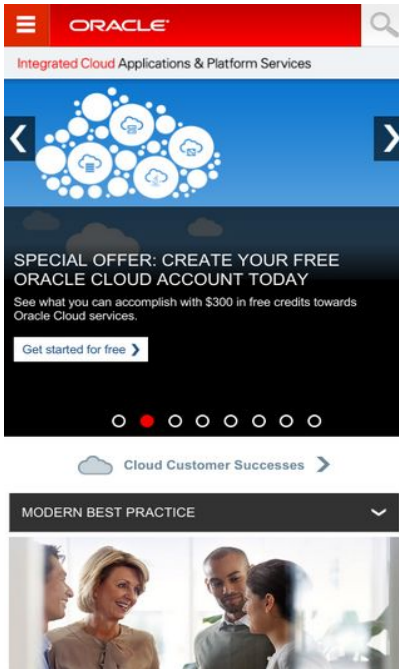 ORACLE
Integrated Cloud Applications & Platform Services
SPECIAL OFFER: CREATE YOUR FREE
ORACLE CLOUD ACCOUNT TODAY
See what you can accomplish with $300 in free credits towards
Oracle Cloud services.
Get started for free
Cloud Customer Successes
MODERN BEST PRACTICE